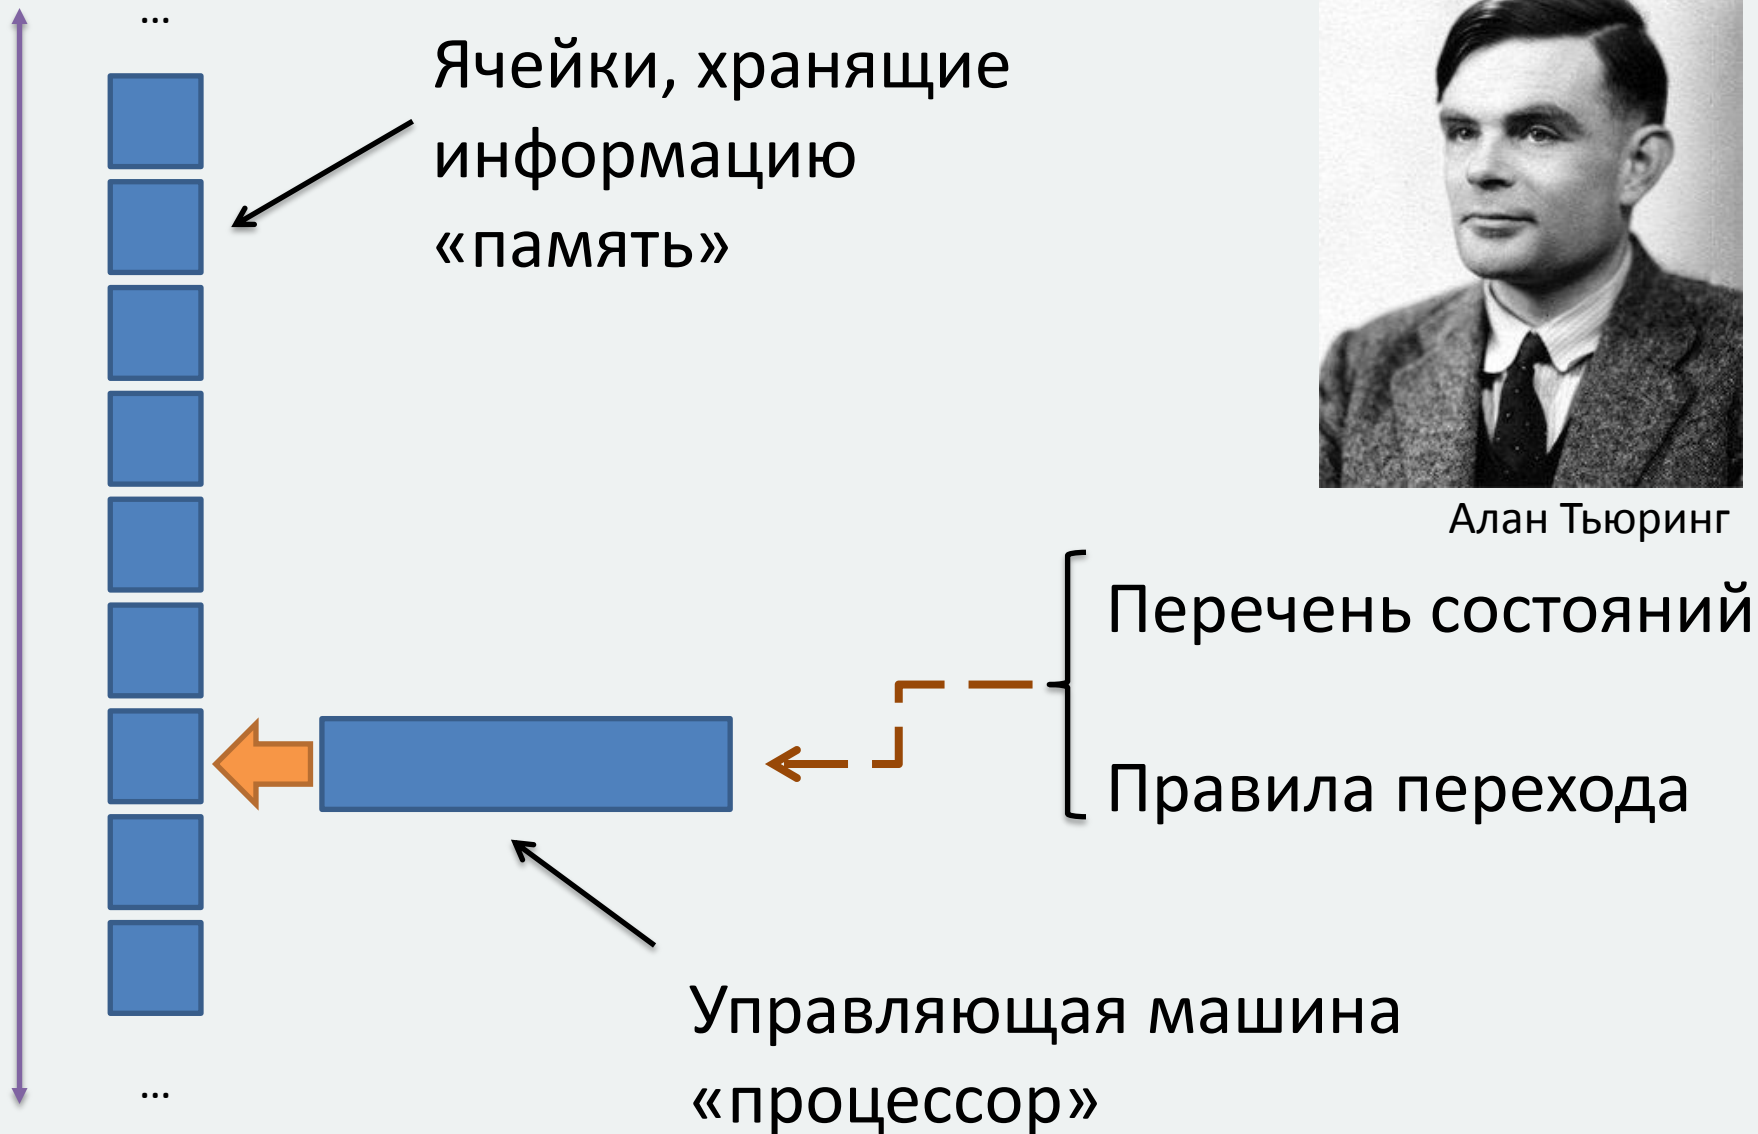 ...
Ячейки, хранящие
информацию
«память»
Алан Тьюринг
Перечень состояний
Правила перехода
Управляющая машина
«процессор»
...